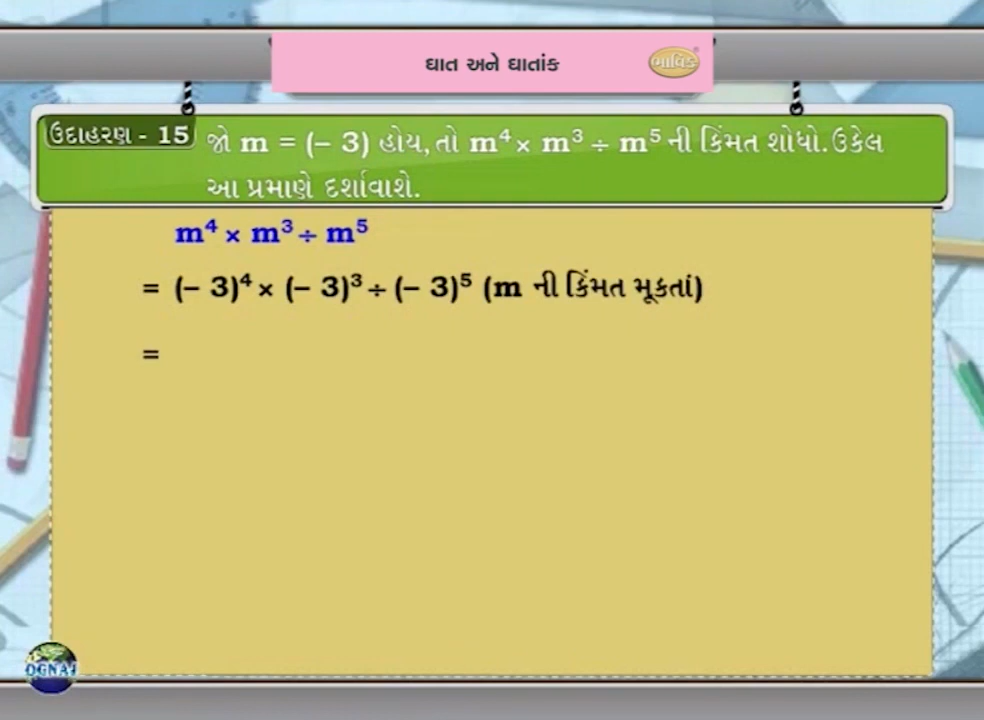 ઘાત અને ઘાતાંક
ભાવિક
ઉદાહરણ - 15 જો m = (– 3) હોય, તો m⁴ × m³ ÷ m⁵ ની કિંમત શોધો. ઉકેલ
આ પ્રમાણે દર્શાવાશે.
m⁴ × m³ ÷ m⁵
= (– 3)⁴ × (– 3)³ ÷ (– 3)⁵ (m ની કિંમત મૂકતાં)
=